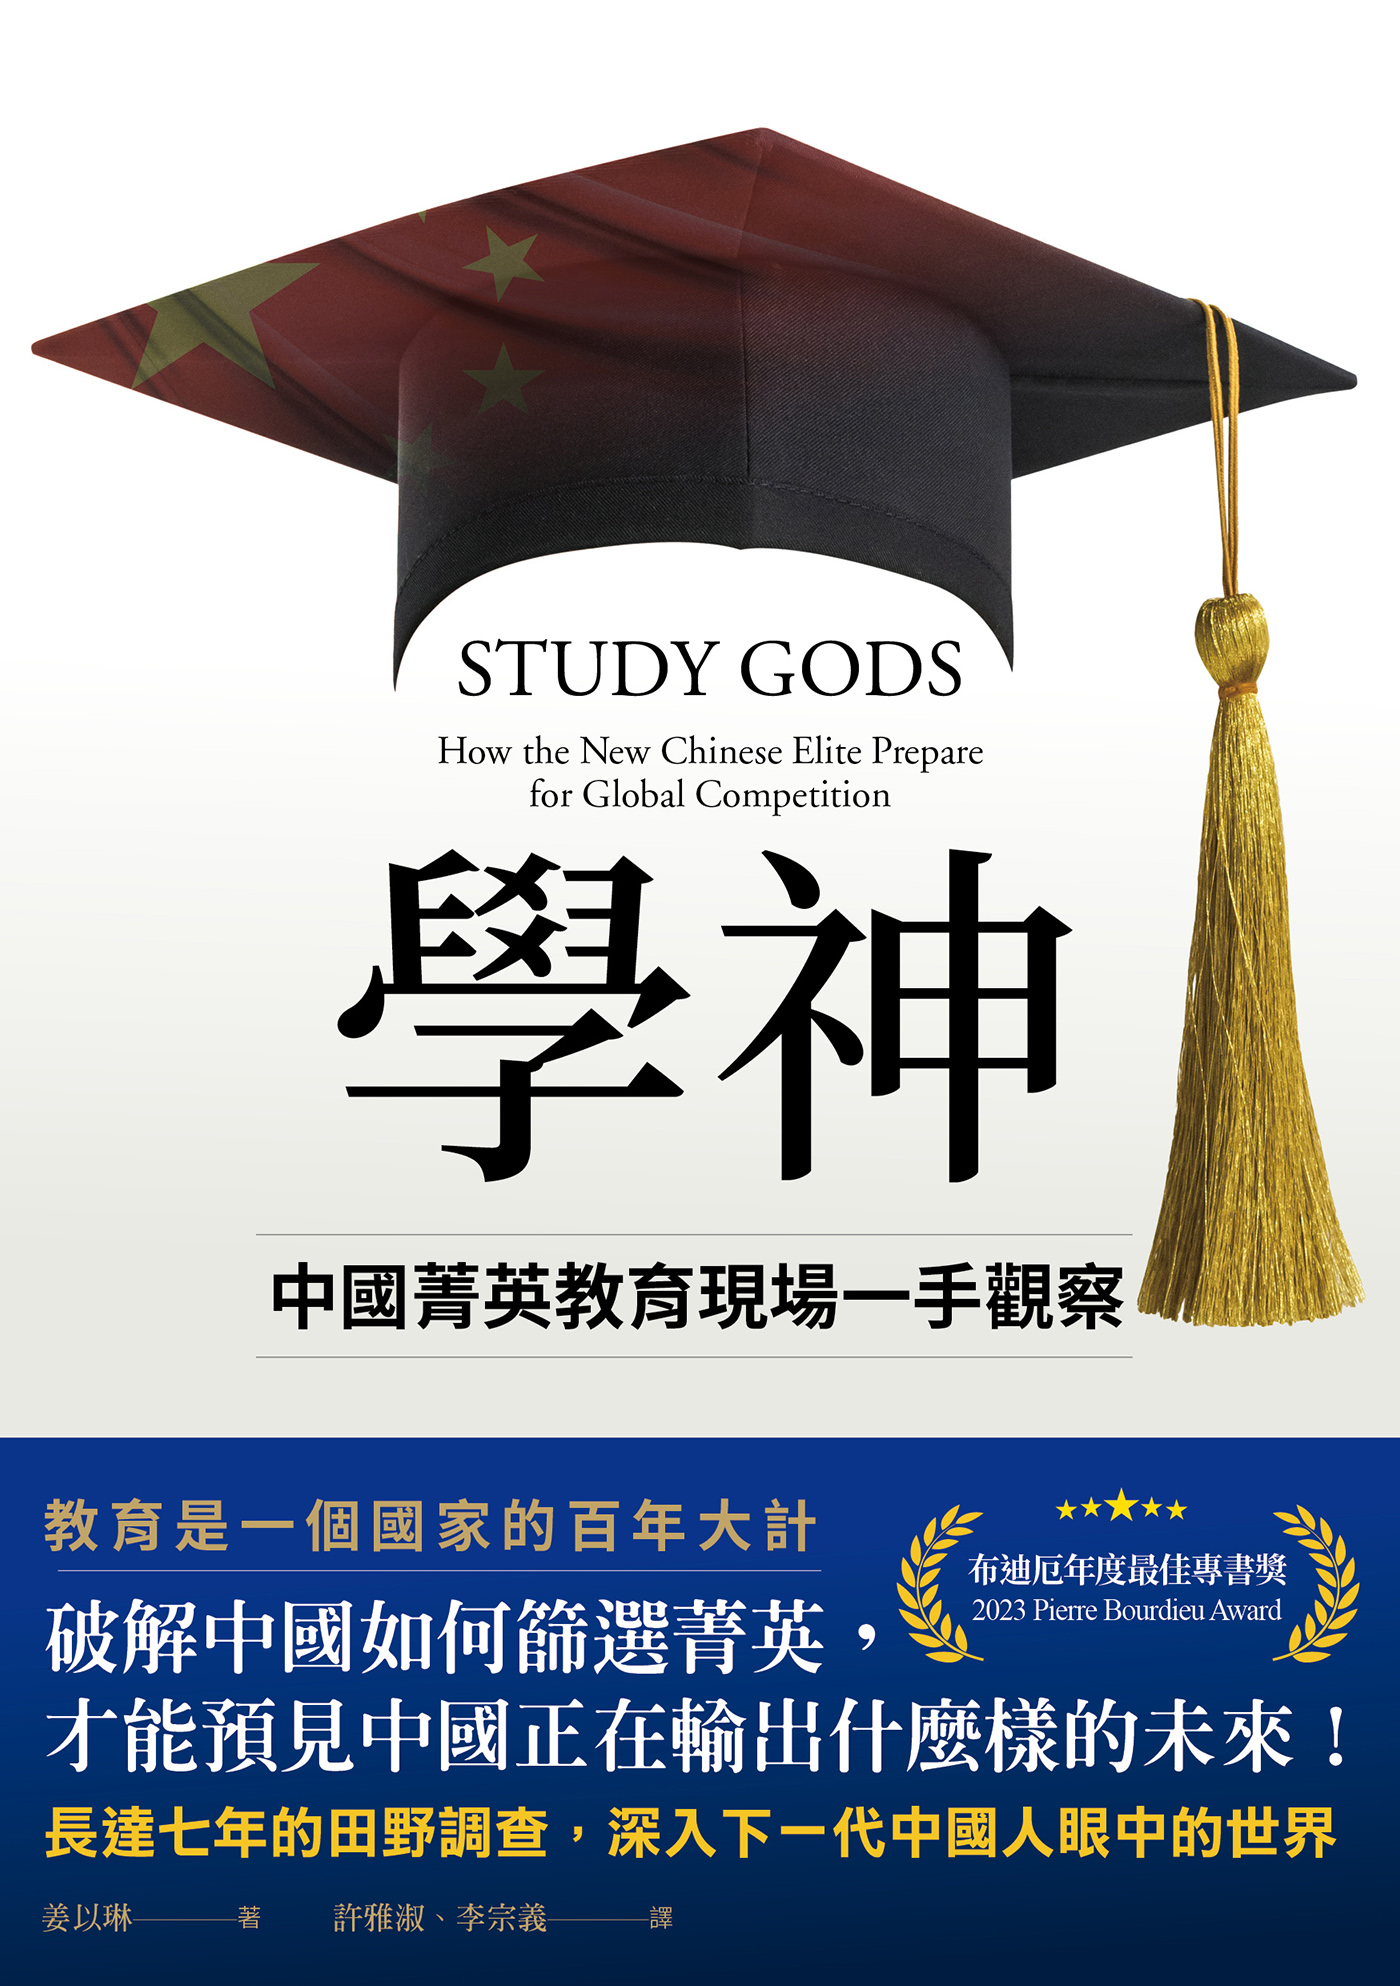 STUDY GODS
How the New Chinese Elite Prepare
for Global Competition
學神
中國菁英教育現場一手觀察
教育是一個國家的百年大計
布迪厄年度最佳專書獎
2023 Pierre Bourdieu Award
破解中國如何篩選菁英，
才能預見中國正在輸出什麼樣的未來！
長達七年的田野調查，深入下一代中國人眼中的世界
姜以琳————著 許雅淑、李宗義————譯